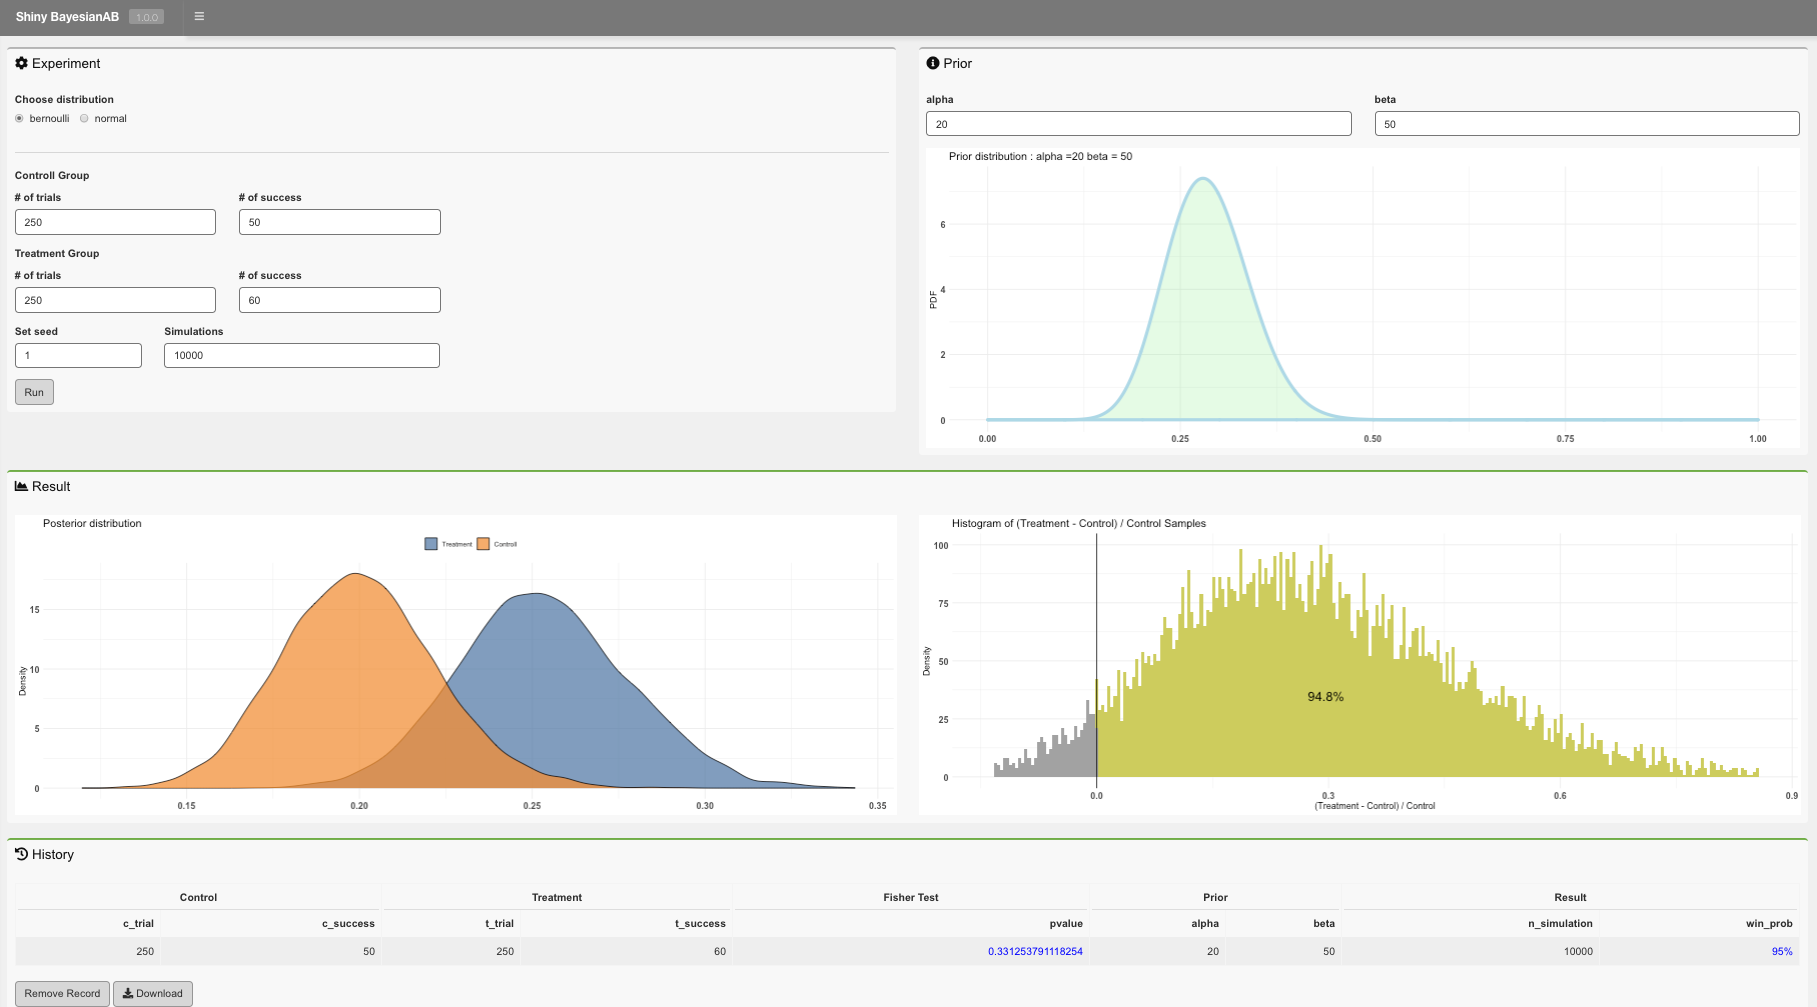 Shiny BayesianAB 1.0.0
Experiment
Choose distribution
bernoulli normal
Controll Group
# of trials # of success
250 50
Treatment Group
# of trials # of success
250 60
Set seed Simulations
1 10000
Run
Prior
alpha beta
20 50
Prior distribution : alpha =20 beta = 50
PDF
6
4
2
0
0.00 0.25 0.50 0.75 1.00
Result
Posterior distribution
Treatment Controll
Density
15
10
5
0
0.15 0.20 0.25 0.30 0.35
Histogram of (Treatment - Control) / Control Samples
Density
100
75
50
25
0
94.8%
0.0 0.3 0.6 0.9
(Treatment - Control) / Control
History
Control Treatment Fisher Test Prior Result
c_trial c_success t_trial t_success pvalue alpha beta n_simulation win_prob
250 50 250 60 0.331253791118254 20 50 10000 95%
Remove Record Download